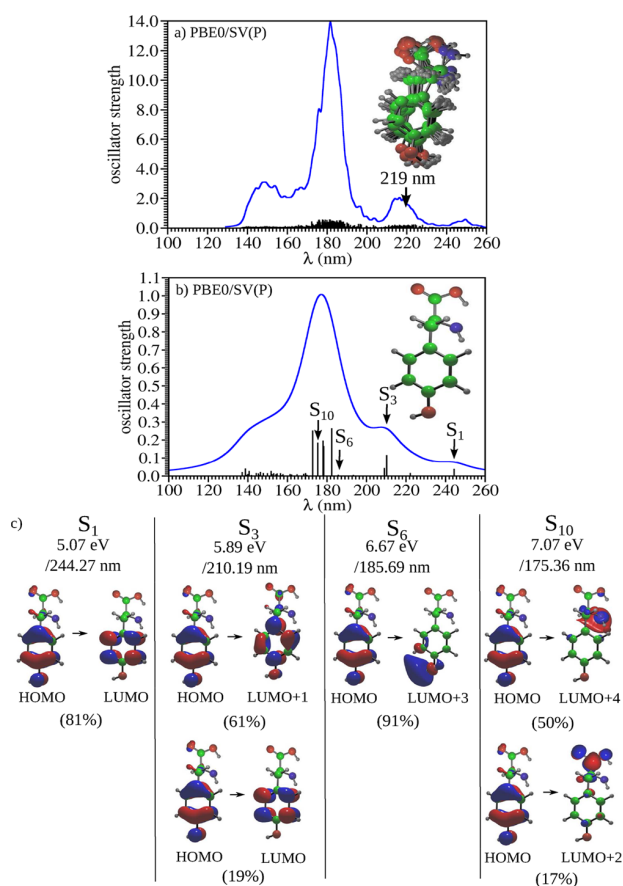 14.0
a) PBE0/SV(P)
12.0
10.0
8.0
6.0
4.0
2.0
0.0
oscillator strength
219 nm
100 120 140 160 180 200 220 240 260
λ (nm)
1.1
b) PBE0/SV(P)
1.0
0.9
0.8
0.7
0.6
0.5
0.4
0.3
0.2
0.1
0.0
oscillator strength
S10
S6
S3
S1
100 120 140 160 180 200 220 240 260
λ (nm)
c)
S1 S3 S6 S10
5.07 eV 5.89 eV 6.67 eV 7.07 eV
/244.27 nm /210.19 nm /185.69 nm /175.36 nm
HOMO LUMO HOMO LUMO+1 HOMO LUMO+3 HOMO LUMO+4
(81%) (61%) (91%) (50%)
HOMO LUMO HOMO LUMO+2
(19%) (17%)